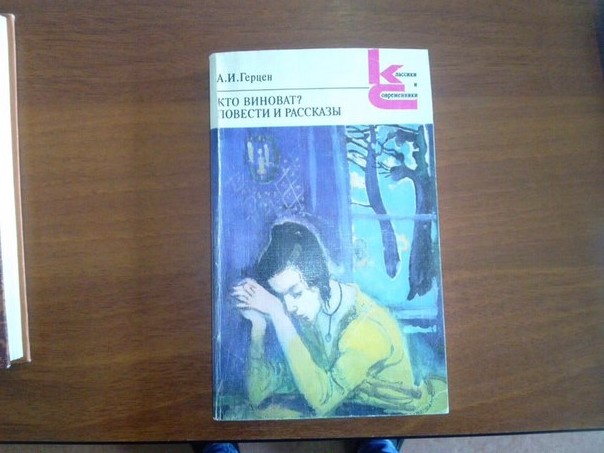 А.И.Герцен
КТО ВИНОВАТ?
ПОВЕСТИ И РАССКАЗЫ
Классики
и
Современники